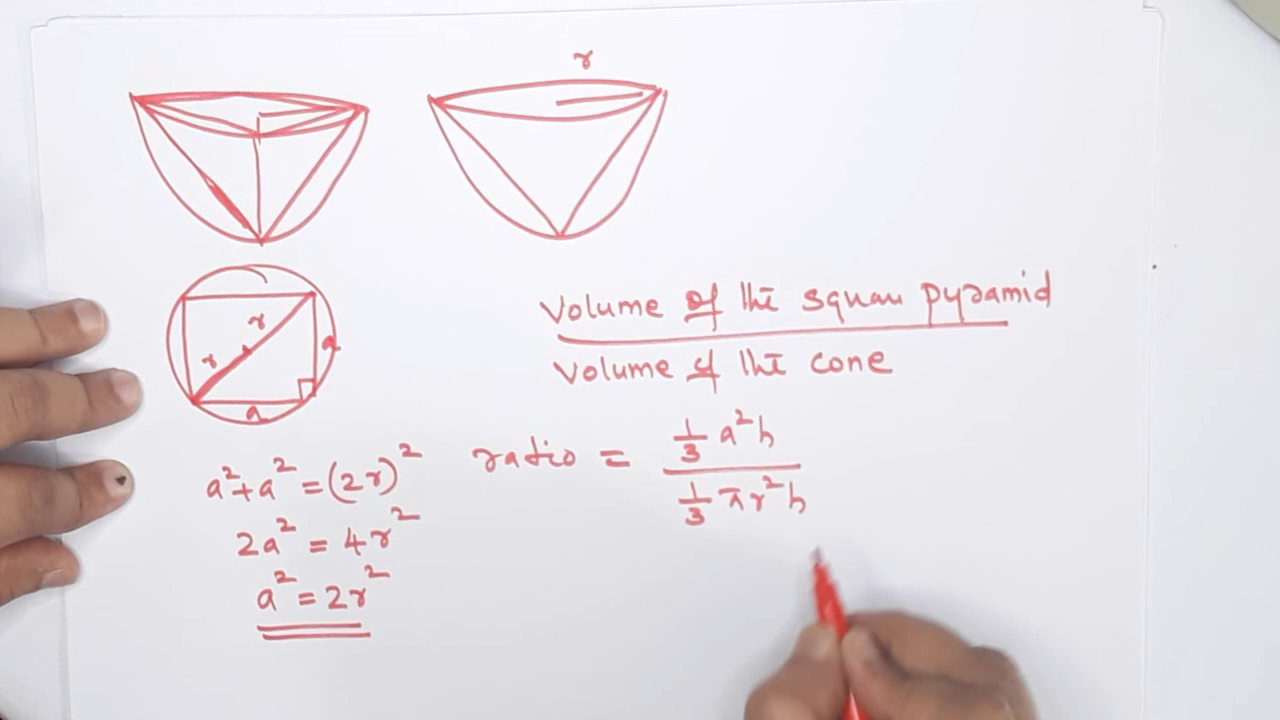 r
r
r
a
a
Volume of the square pyramid
Volume of the cone
ratio = 1/3 a²h
1/3 πr²h
a²+a² = (2r)²
2a² = 4r²
a² = 2r²